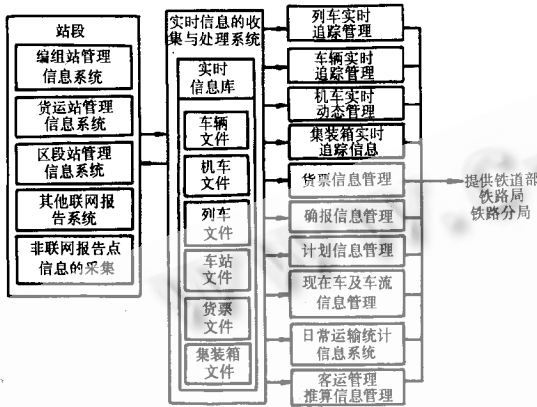 站段
编组站管理
信息系统
货运站管理
信息系统
区段站管理
信息系统
其他联网报
告系统
非联网报告点
信息的采集
实时信息的收
集与处理系统
实时
信息库
车辆
文件
机车
文件
列车
文件
车站
文件
货票
文件
集装箱
文件
列车实时
追踪管理
车辆实时
追踪管理
机车实时
动态管理
集装箱实时
追踪信息
货票信息管理
确报信息管理
计划信息管理
现在车及车流
信息管理
日常运输统计
信息系统
客运管理
推算信息管理
提供铁道部
铁路局
铁路分局